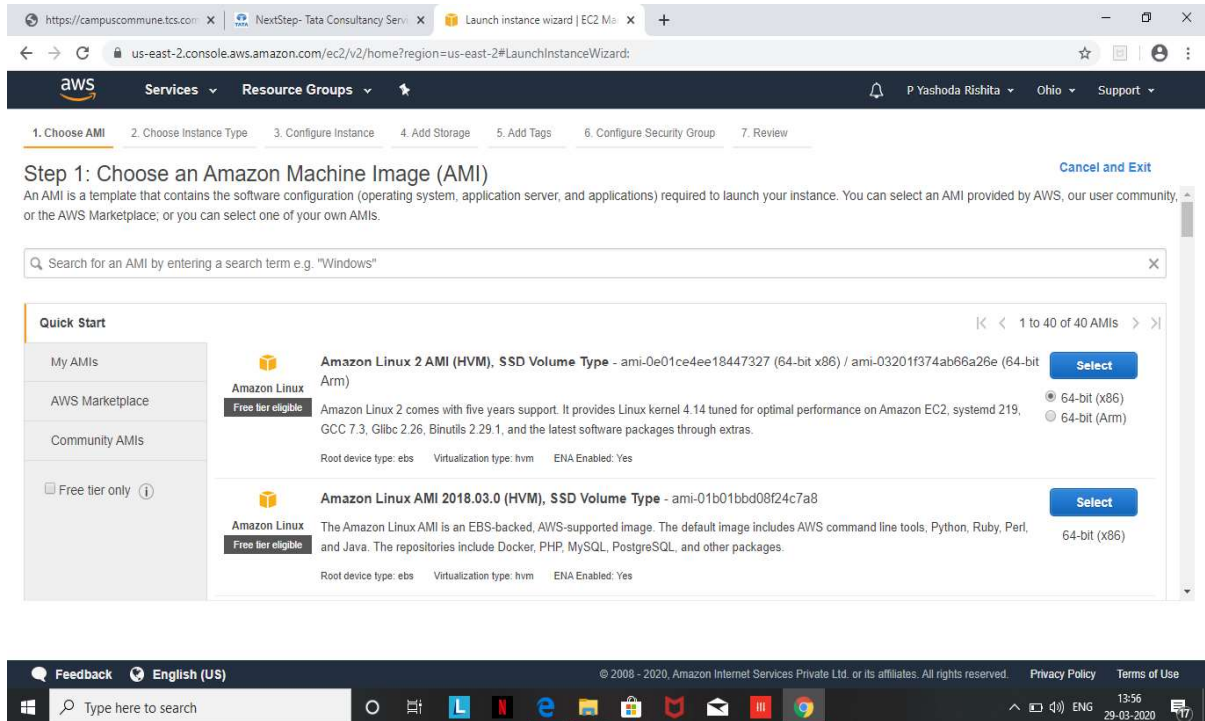 https://campuscommune.tcs.com
NextStep- Tata Consultancy Servi
Launch instance wizard | EC2 Ma
us-east-2.console.aws.amazon.com/ec2/v2/home?region=us-east-2#LaunchInstanceWizard:
aws Services Resource Groups P Yashoda Rishita Ohio Support
1. Choose AMI 2. Choose Instance Type 3. Configure Instance 4. Add Storage 5. Add Tags 6. Configure Security Group 7. Review
Step 1: Choose an Amazon Machine Image (AMI)
Cancel and Exit
An AMI is a template that contains the software configuration (operating system, application server, and applications) required to launch your instance. You can select an AMI provided by AWS, our user community,
or the AWS Marketplace; or you can select one of your own AMIs.
Search for an AMI by entering a search term e.g. "Windows"
Quick Start
1 to 40 of 40 AMIs
My AMIs
AWS Marketplace
Community AMIs
Free tier only
Amazon Linux
Free tier eligible
Amazon Linux 2 AMI (HVM), SSD Volume Type - ami-0e01ce4ee18447327 (64-bit x86) / ami-03201f374ab66a26e (64-bit
Arm)
Amazon Linux 2 comes with five years support. It provides Linux kernel 4.14 tuned for optimal performance on Amazon EC2, systemd 219,
GCC 7.3, Glibc 2.26, Binutils 2.29.1, and the latest software packages through extras.
Root device type: ebs Virtualization type: hvm ENA Enabled: Yes
Select
64-bit (x86)
64-bit (Arm)
Amazon Linux
Free tier eligible
Amazon Linux AMI 2018.03.0 (HVM), SSD Volume Type - ami-01b01bbd08f24c7a8
The Amazon Linux AMI is an EBS-backed, AWS-supported image. The default image includes AWS command line tools, Python, Ruby, Perl,
and Java. The repositories include Docker, PHP, MySQL, PostgreSQL, and other packages.
Root device type: ebs Virtualization type: hvm ENA Enabled: Yes
Select
64-bit (x86)
Feedback English (US) © 2008 - 2020, Amazon Internet Services Private Ltd. or its affiliates. All rights reserved. Privacy Policy Terms of Use
Type here to search
L
N
ENG
13:56
29-03-2020
17